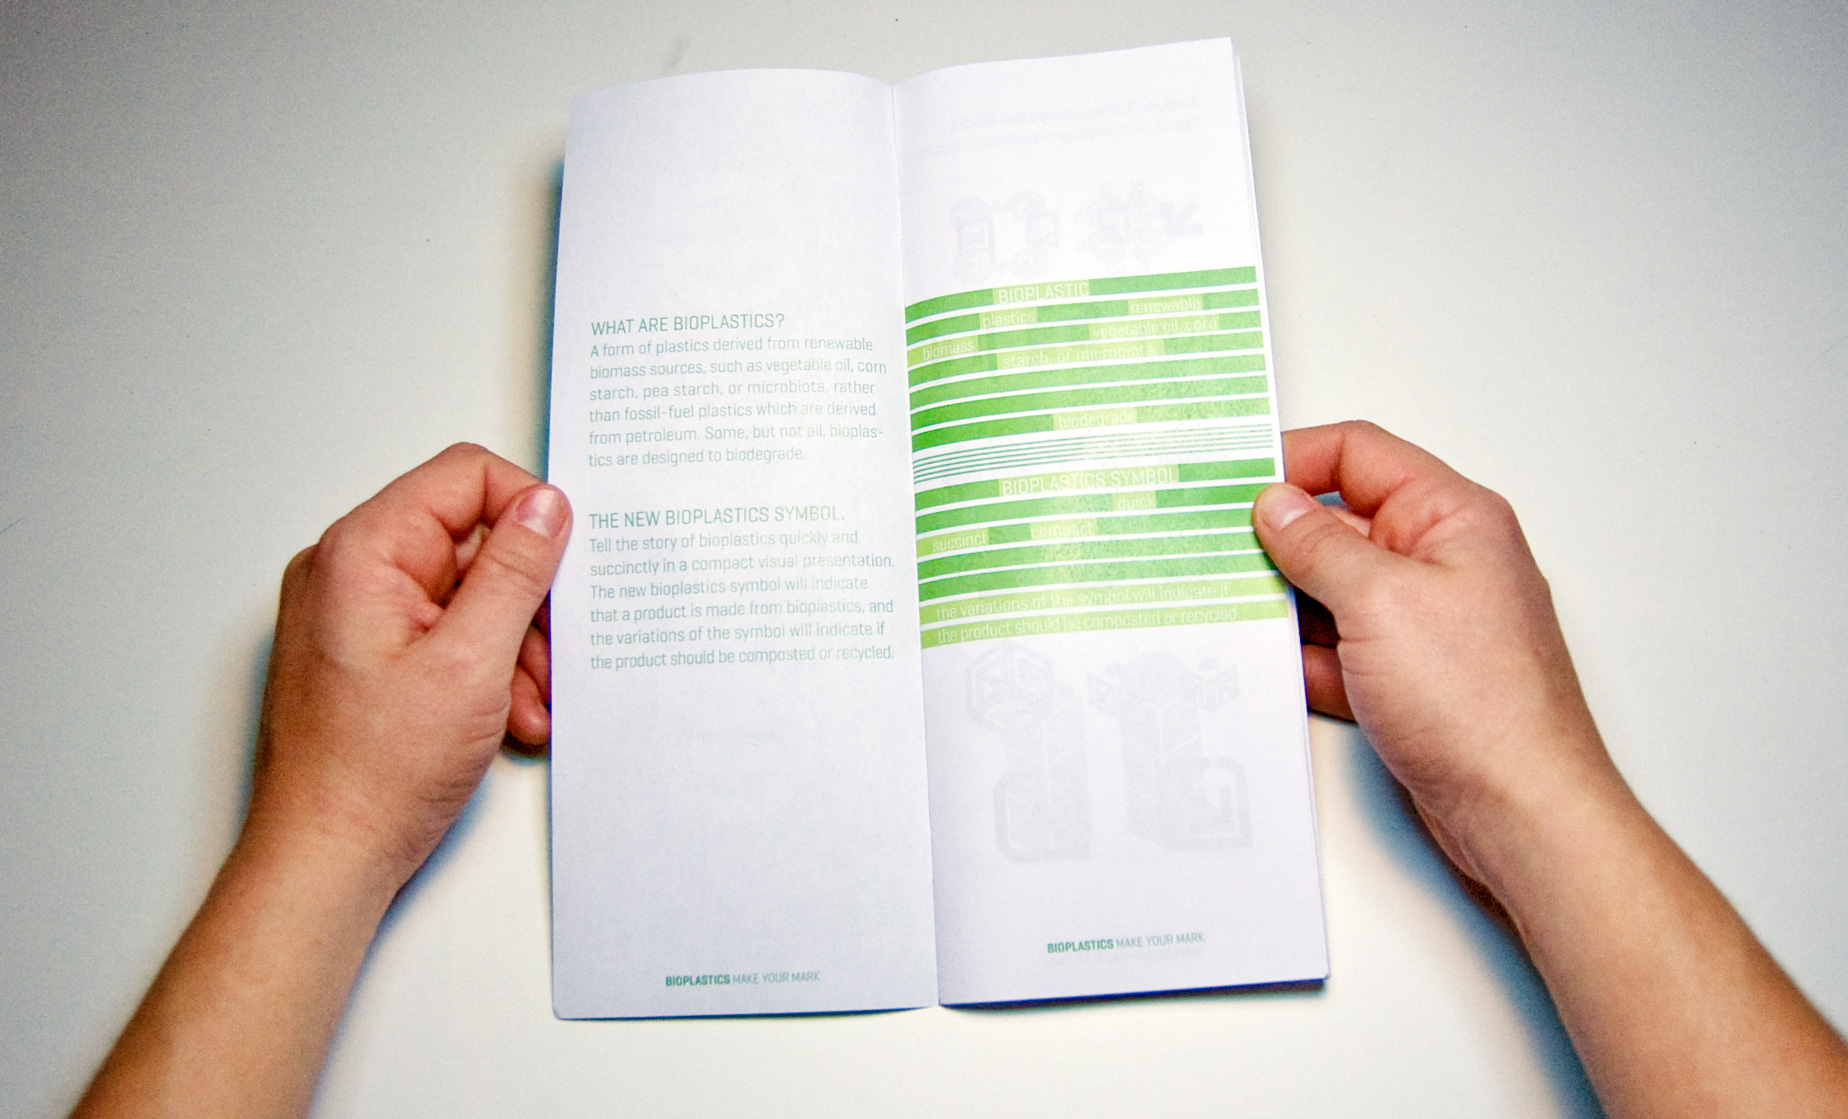 WHAT ARE BIOPLASTICS?
A form of plastics derived from renewable
biomass sources, such as vegetable oil, corn
starch, pea starch, or microbiota, rather
than fossil-fuel plastics which are derived
from petroleum. Some, but not all, bioplas-
tics are designed to biodegrade.
THE NEW BIOPLASTICS SYMBOL.
Tell the story of bioplastics quickly and
succinctly in a compact visual presentation.
The new bioplastics symbol will indicate
that a product is made from bioplastics, and
the variations of the symbol will indicate if
the product should be composted or recycled.
BIOPLASTICS MAKE YOUR MARK
BIOPLASTIC
plastics renewable
vegetable oil, corn
biomass
starch, or microbiota
biodegrade
BIOPLASTICS SYMBOL
quick
succinct compact
the variations of the symbol will indicate if
the product should be composted or recycled
BIOPLASTICS MAKE YOUR MARK